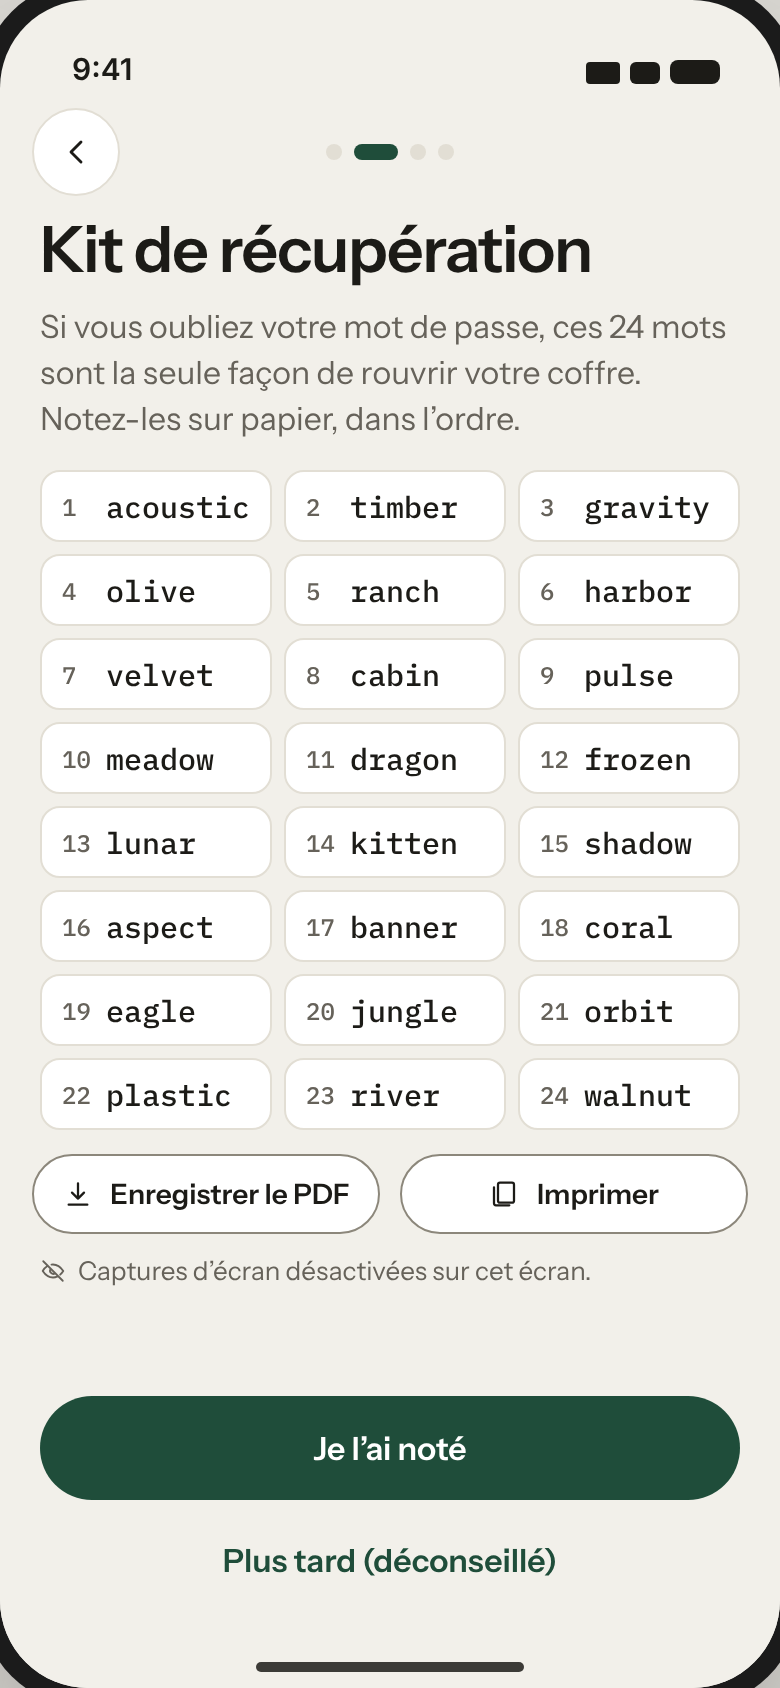 9:41
Kit de récupération
Si vous oubliez votre mot de passe, ces 24 mots
sont la seule façon de rouvrir votre coffre.
Notez-les sur papier, dans l’ordre.
1 acoustic 2 timber 3 gravity
4 olive 5 ranch 6 harbor
7 velvet 8 cabin 9 pulse
10 meadow 11 dragon 12 frozen
13 lunar 14 kitten 15 shadow
16 aspect 17 banner 18 coral
19 eagle 20 jungle 21 orbit
22 plastic 23 river 24 walnut
Enregistrer le PDF Imprimer
Captures d’écran désactivées sur cet écran.
Je l’ai noté
Plus tard (déconseillé)